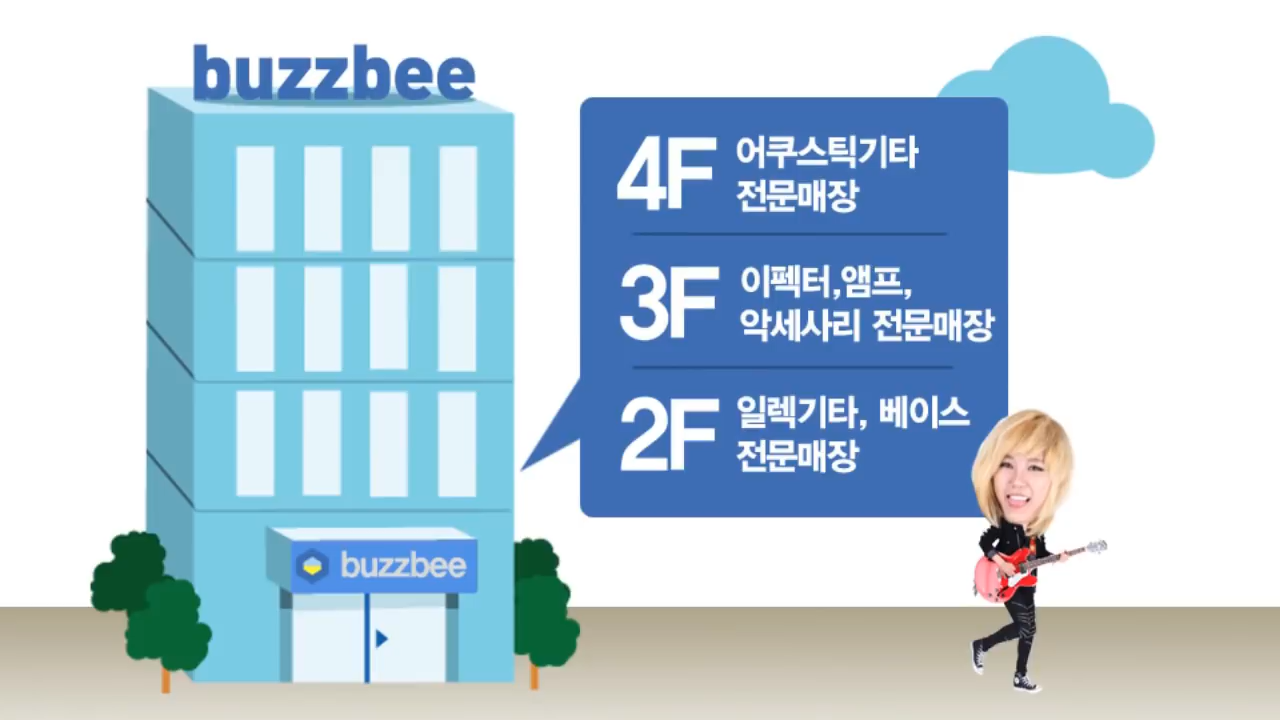 buzzbee
4F 어쿠스틱기타
전문매장
3F 이펙터,앰프,
악세사리 전문매장
2F 일렉기타, 베이스
전문매장
buzzbee